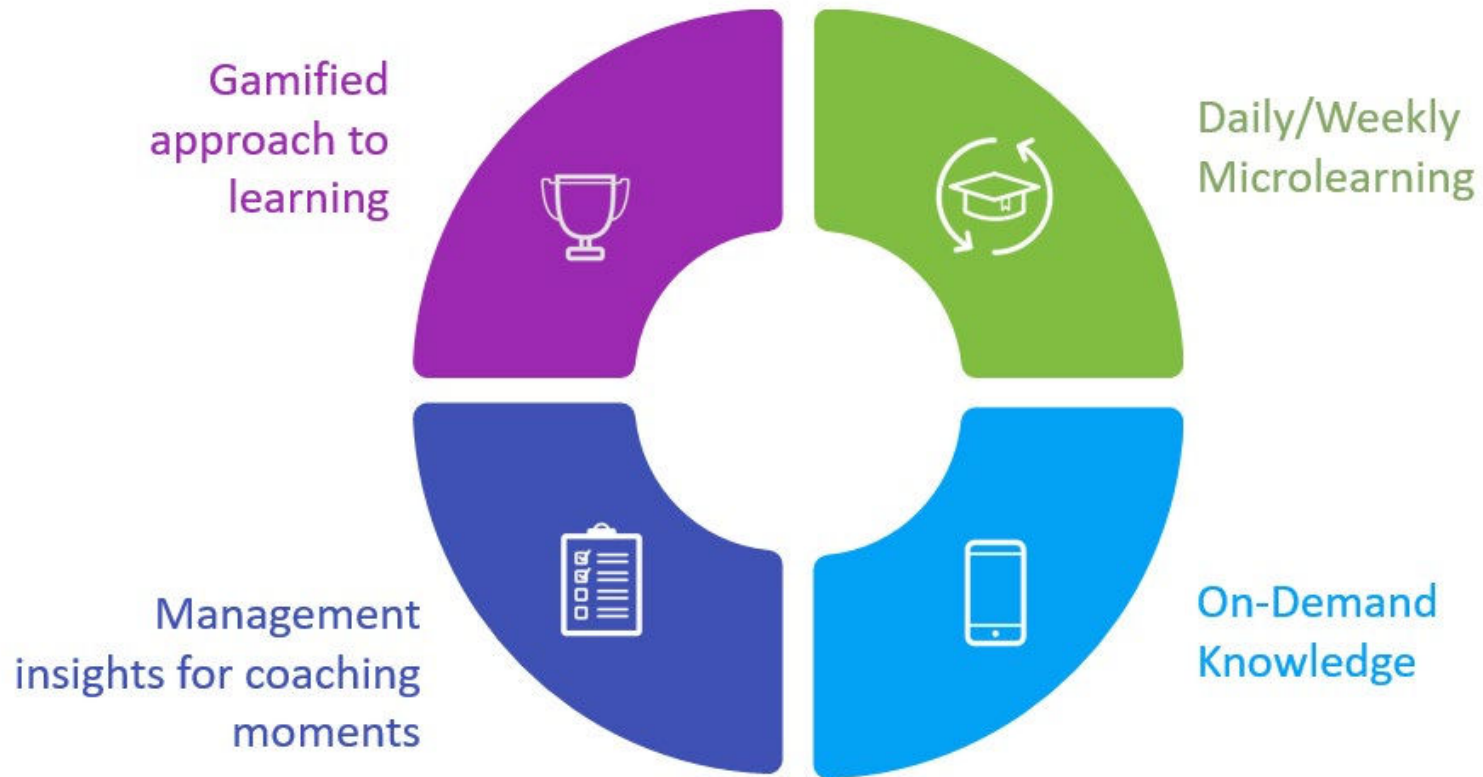 Gamified
approach to
learning
Daily/Weekly
Microlearning
Management
insights for coaching
moments
On-Demand
Knowledge